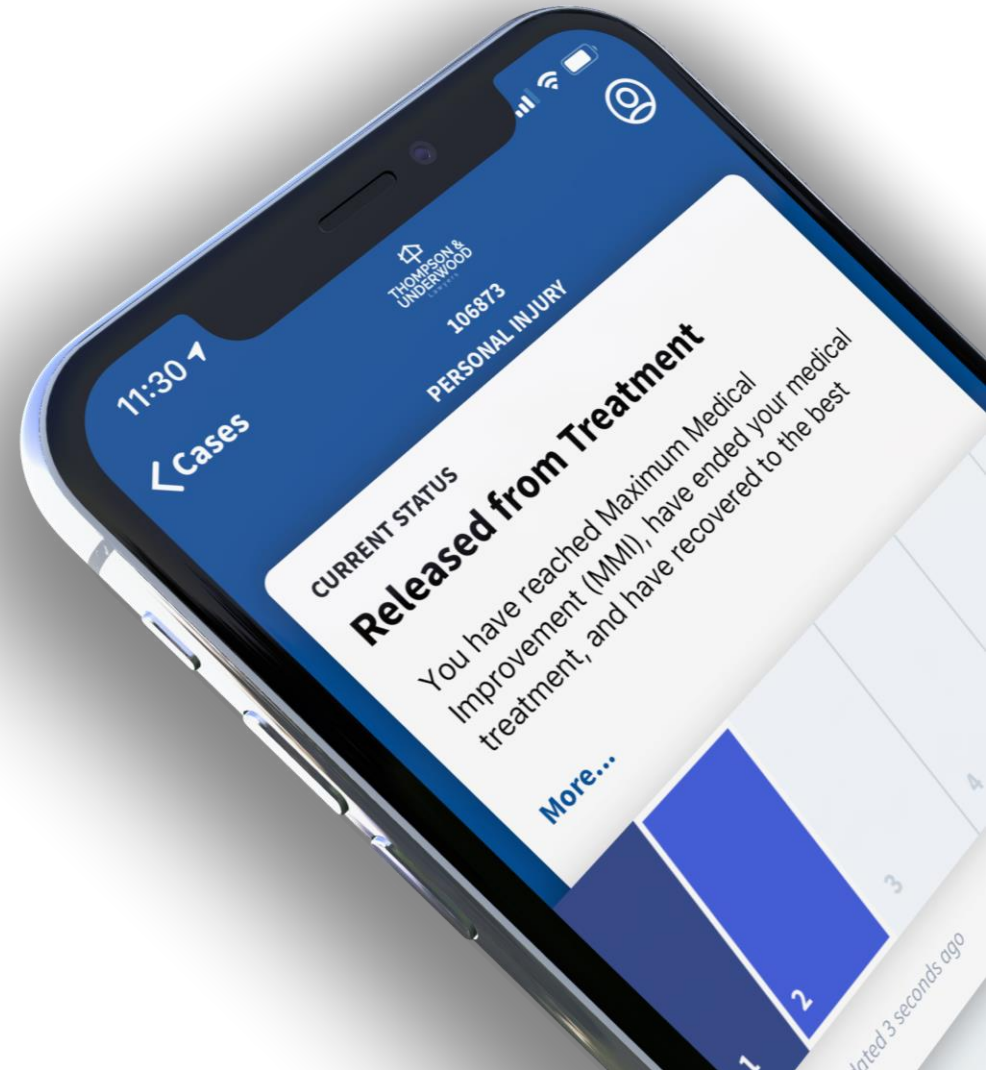 11:30
Cases
THOMPSON &
UNDERWOOD
LAWYERS
106873
PERSONAL INJURY
CURRENT STATUS
Released from Treatment
You have reached Maximum Medical
Improvement (MMI), have ended your medical
treatment, and have recovered to the best
More...
1
2
3
4
3 seconds ago